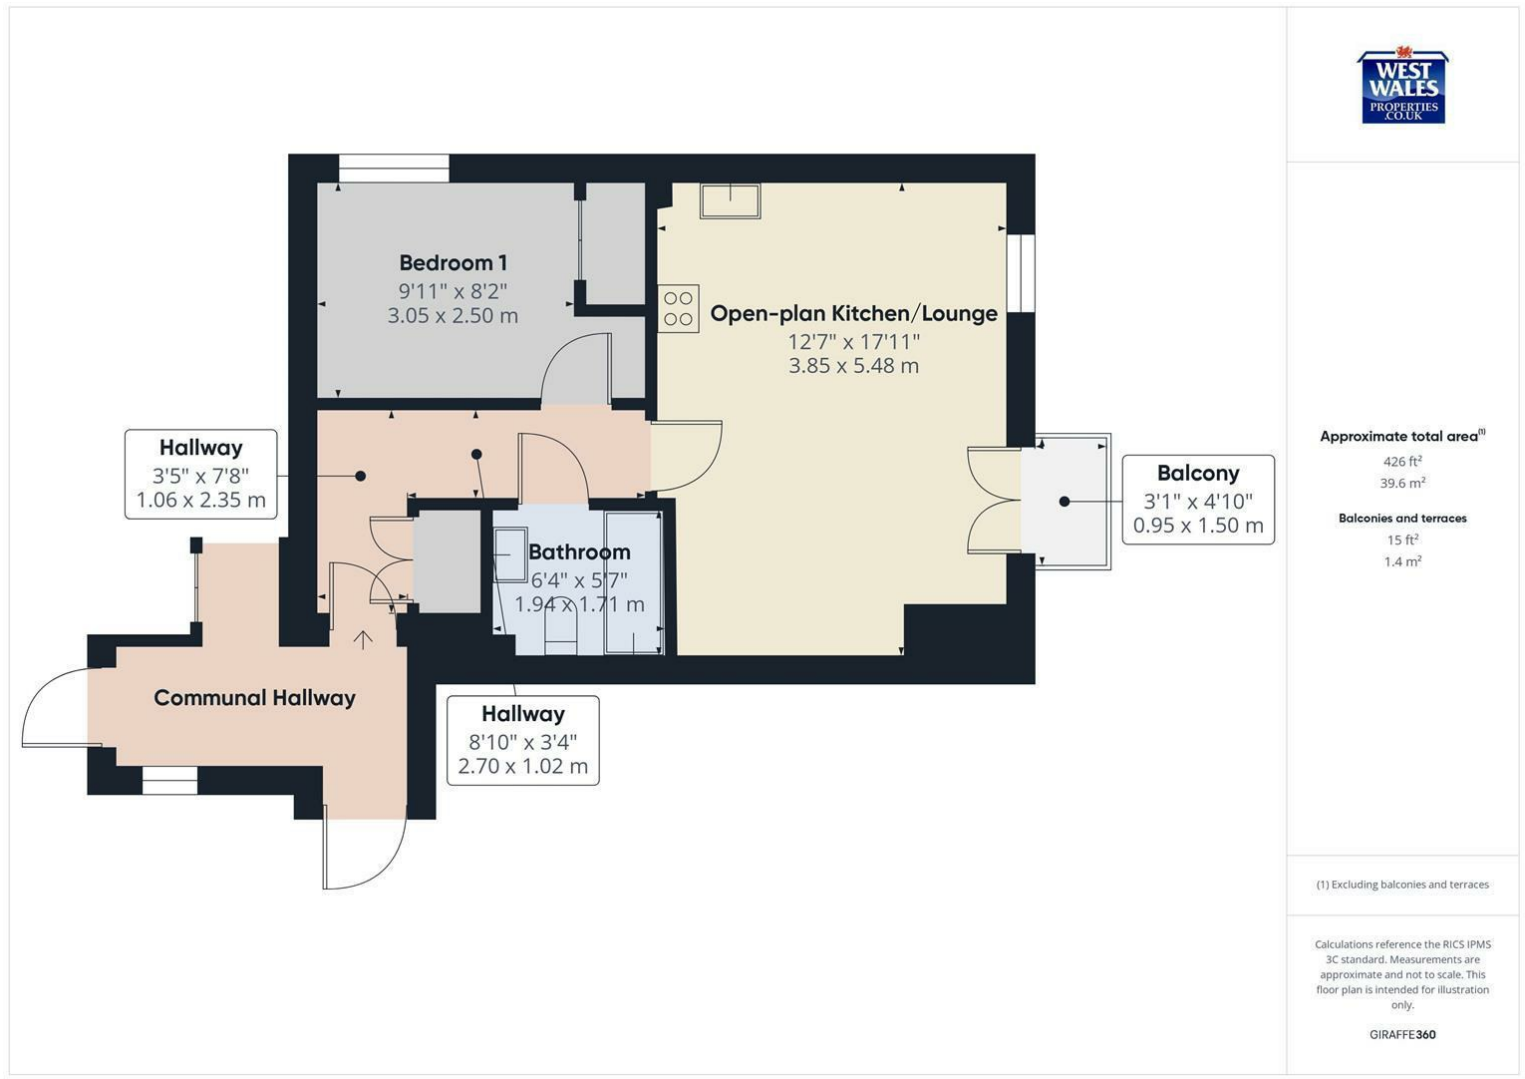 WEST
WALES
PROPERTIES
.CO.UK
Bedroom 1
9'11" x 8'2"
3.05 x 2.50 m
Open-plan Kitchen/Lounge
12'7" x 17'11"
3.85 x 5.48 m
Hallway
3'5" x 7'8"
1.06 x 2.35 m
Balcony
3'1" x 4'10"
0.95 x 1.50 m
Bathroom
6'4" x 5'7"
1.94 x 1.71 m
Communal Hallway
Hallway
8'10" x 3'4"
2.70 x 1.02 m
Approximate total area(1)
426 ft²
39.6 m²
Balconies and terraces
15 ft²
1.4 m²
(1) Excluding balconies and terraces
Calculations reference the RICS IPMS
3C standard. Measurements are
approximate and not to scale. This
floor plan is intended for illustration
only.
GIRAFFE360